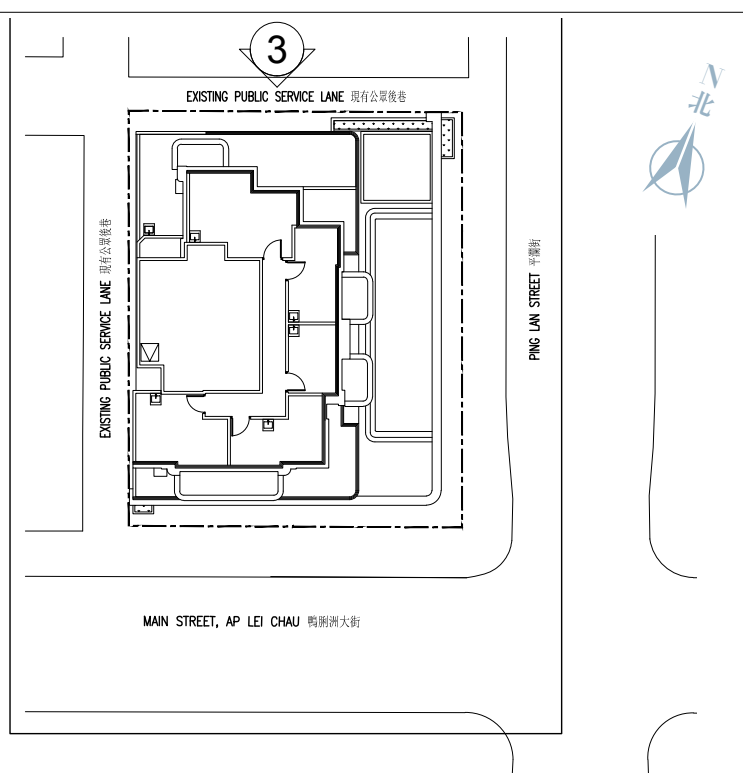 3
EXISTING PUBLIC SERVICE LANE 現有公眾後巷
N
北
EXISTING PUBLIC SERVICE LANE 現有公眾後巷
PING LAN STREET 平瀾街
MAIN STREET, AP LEI CHAU 鴨脷洲大街